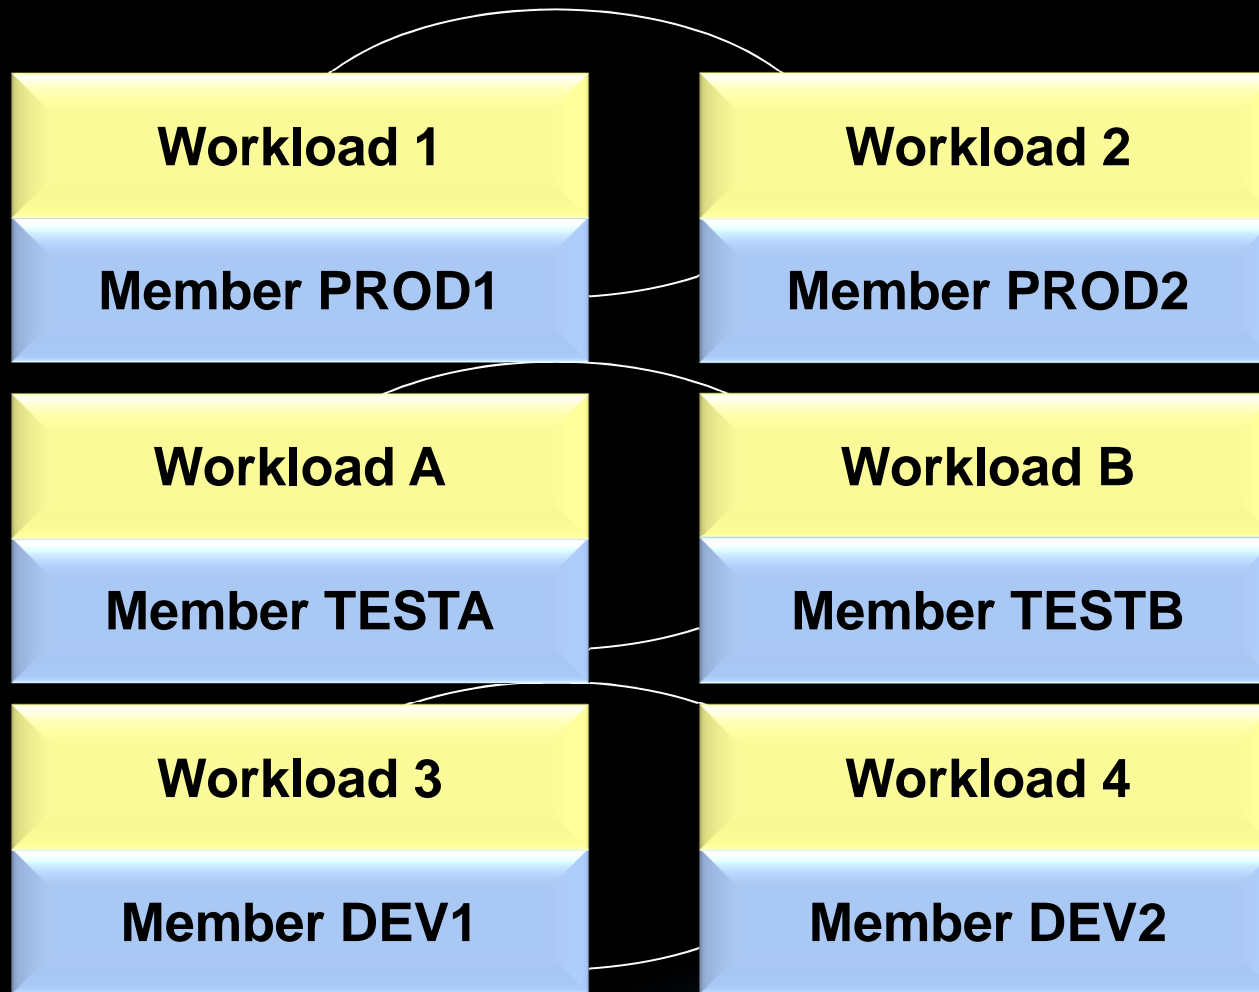 Workload 1
Workload 2
Member PROD1
Member PROD2
Workload A
Workload B
Member TESTA
Member TESTB
Workload 3
Workload 4
Member DEV1
Member DEV2